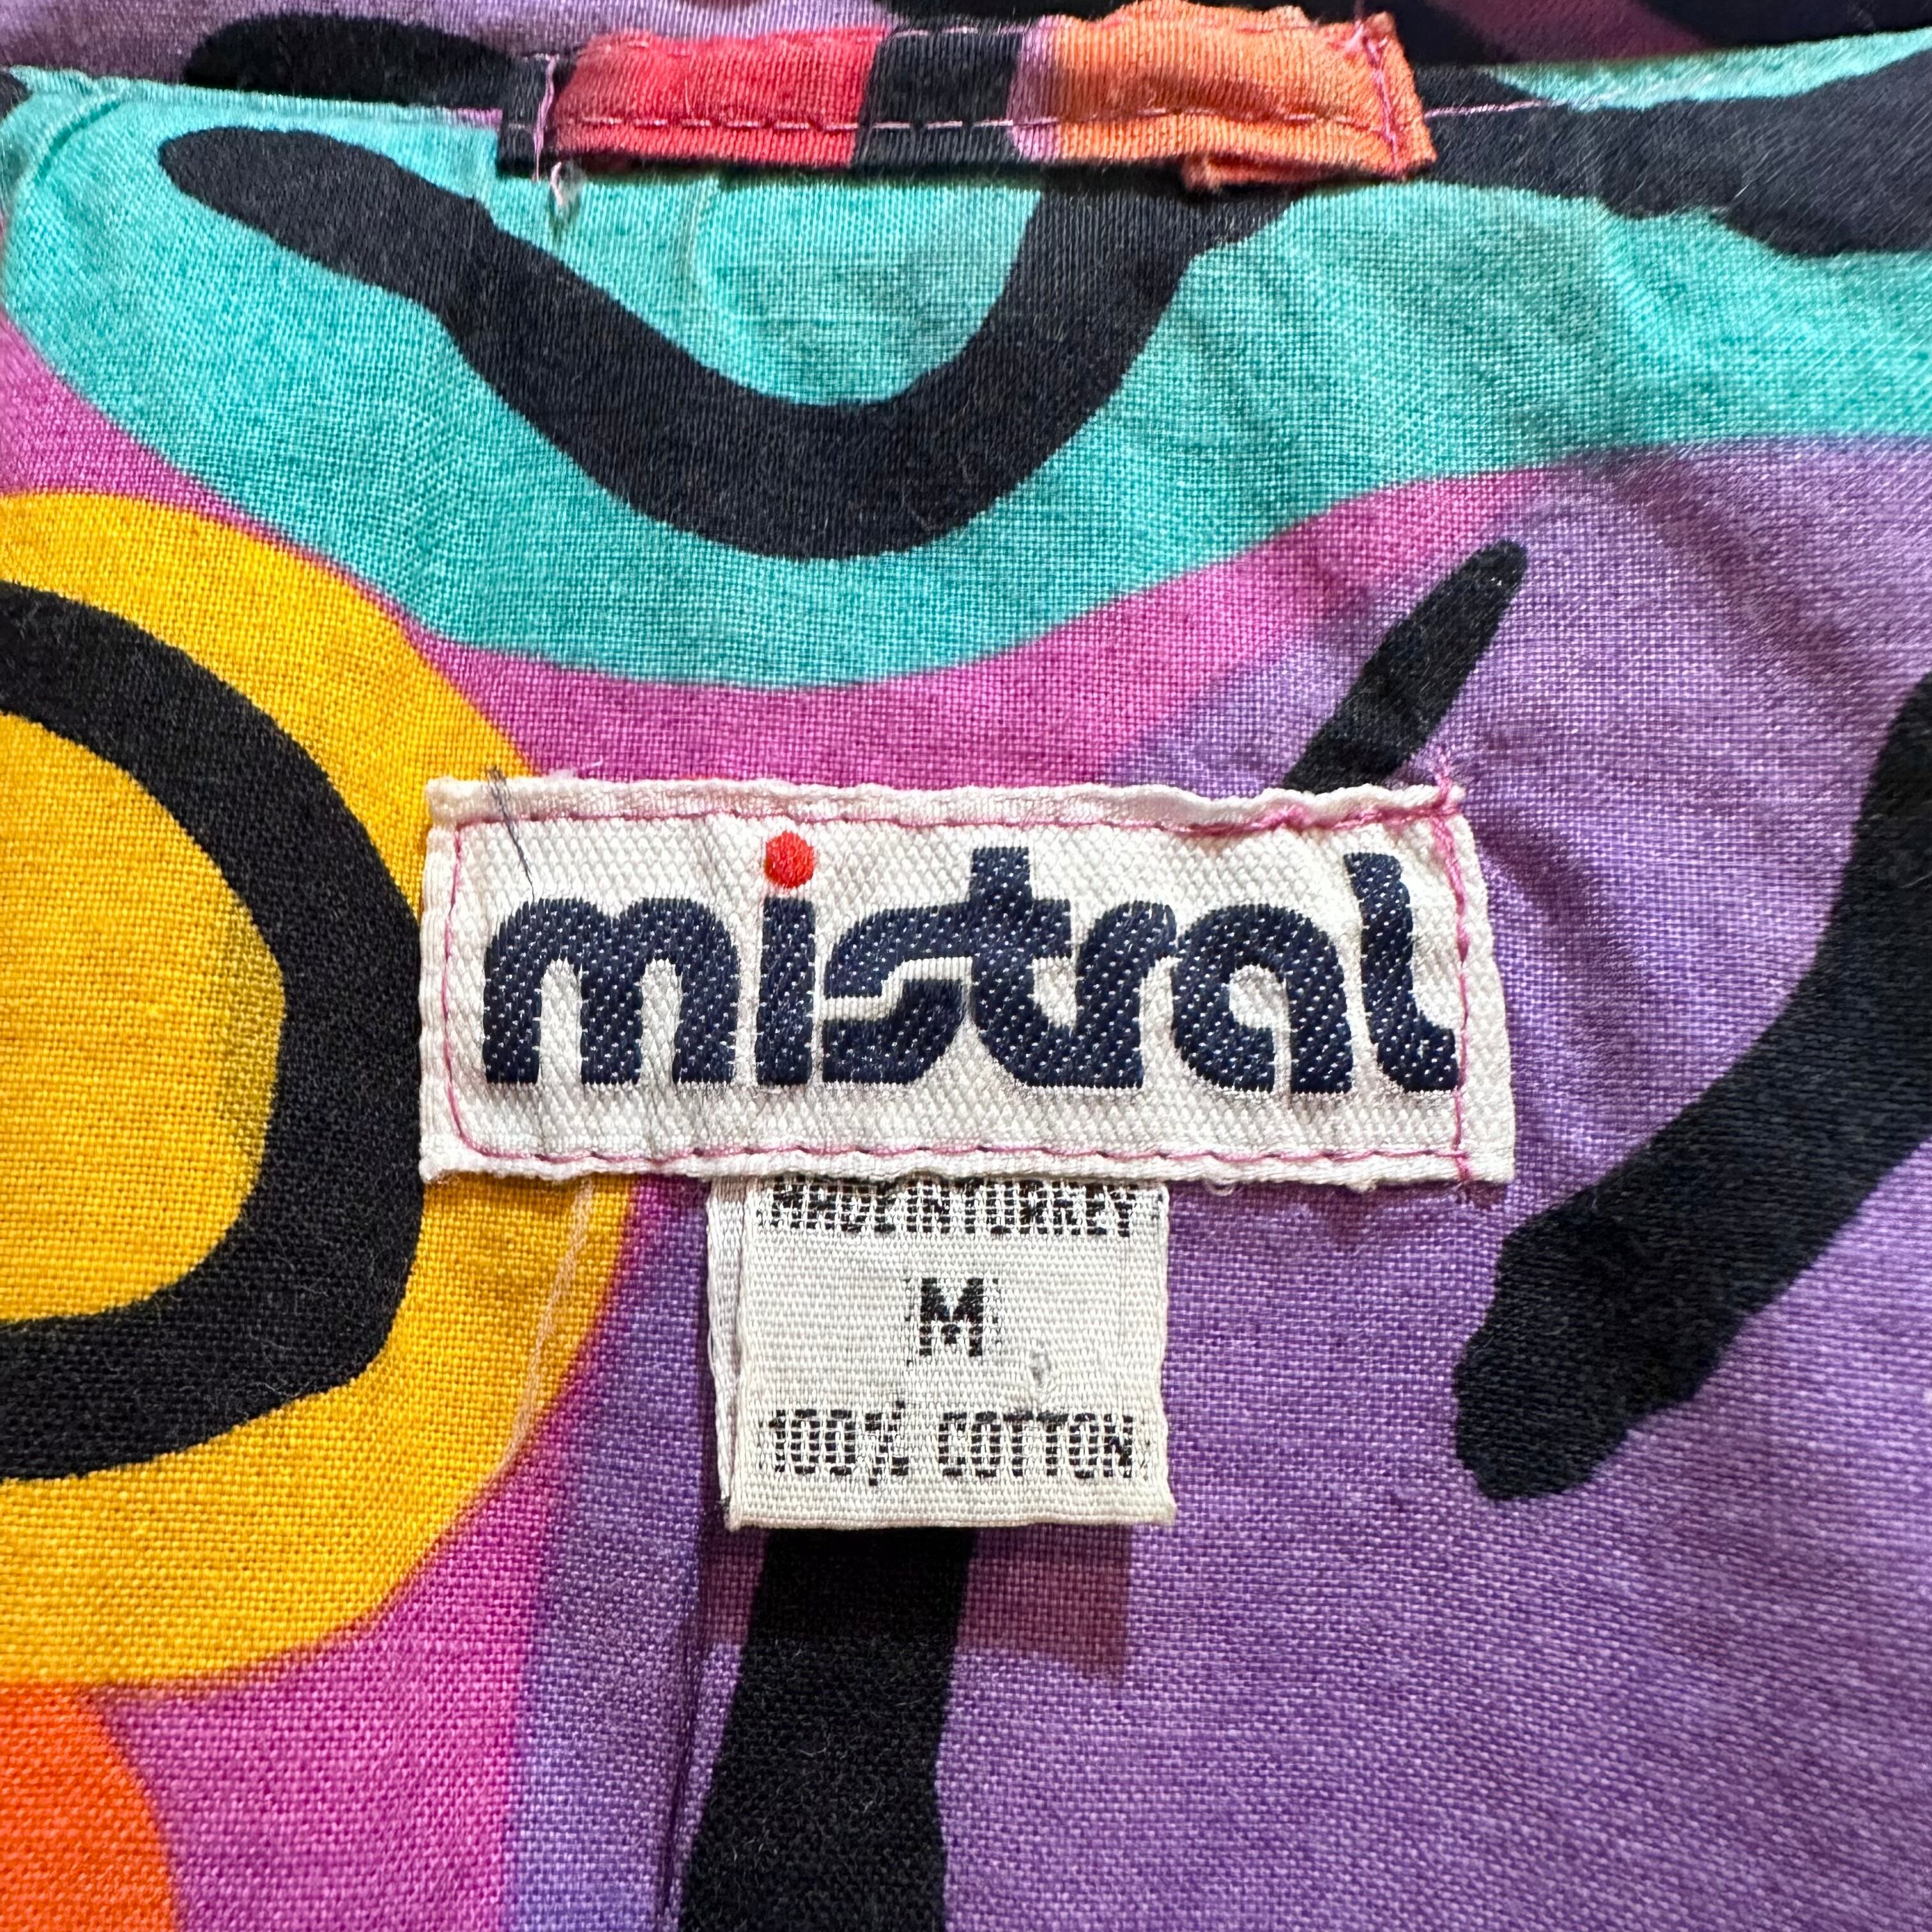 mistral
MADE IN TURKEY
M
100% COTTON